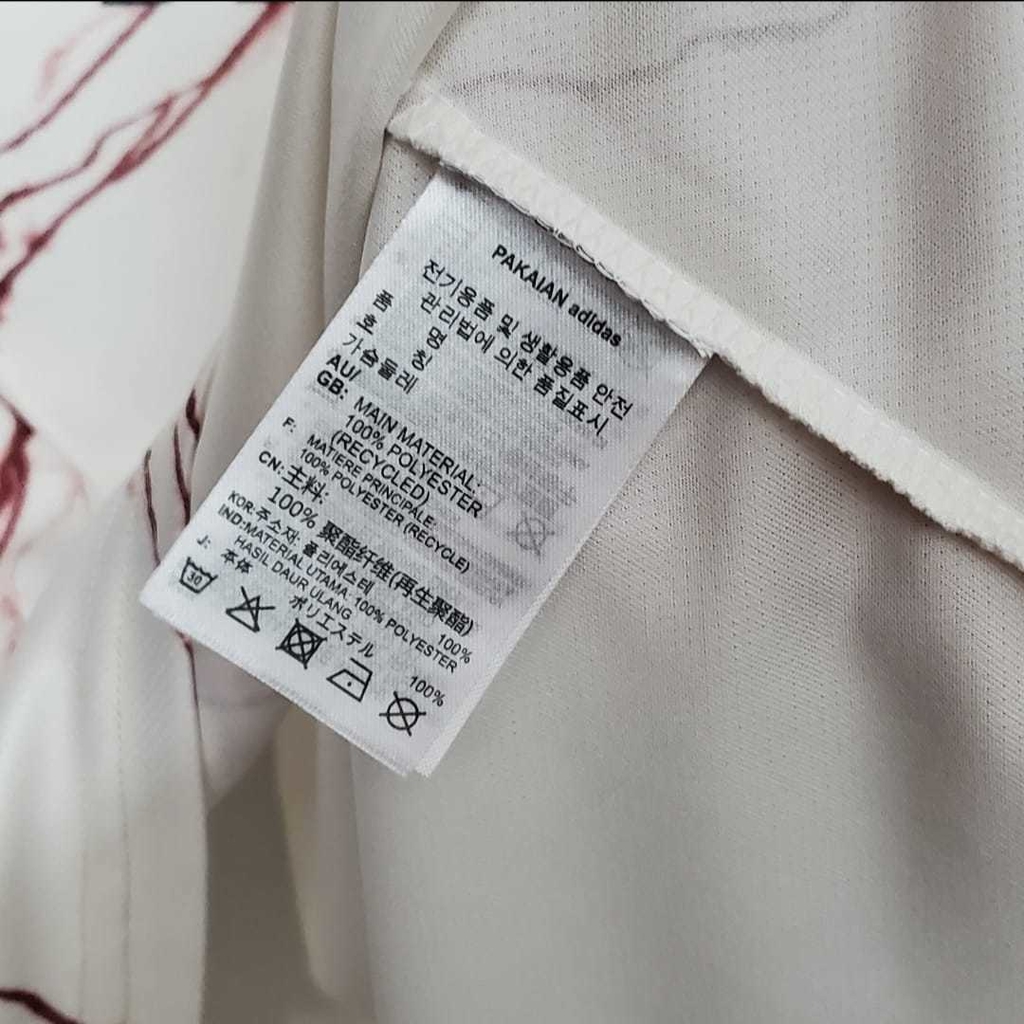 PAKAIAN adidas
전기용품 및 생활용품 안전
관리법에 의한 품질표시
품 명
호 칭
가슴둘레
AU/
GB: MAIN MATERIAL:
100% POLYESTER
(RECYCLED)
F: MATIERE PRINCIPALE:
100% POLYESTER (RECYCLE)
CN: 主料:
100% 聚酯纤维(再生聚酯)
KOR: 주소재: 폴리에스테 100%
IND: MATERIAL UTAMA: 100% POLYESTER
HASIL DAUR ULANG
J: 本体 ポリエステル 100%
30